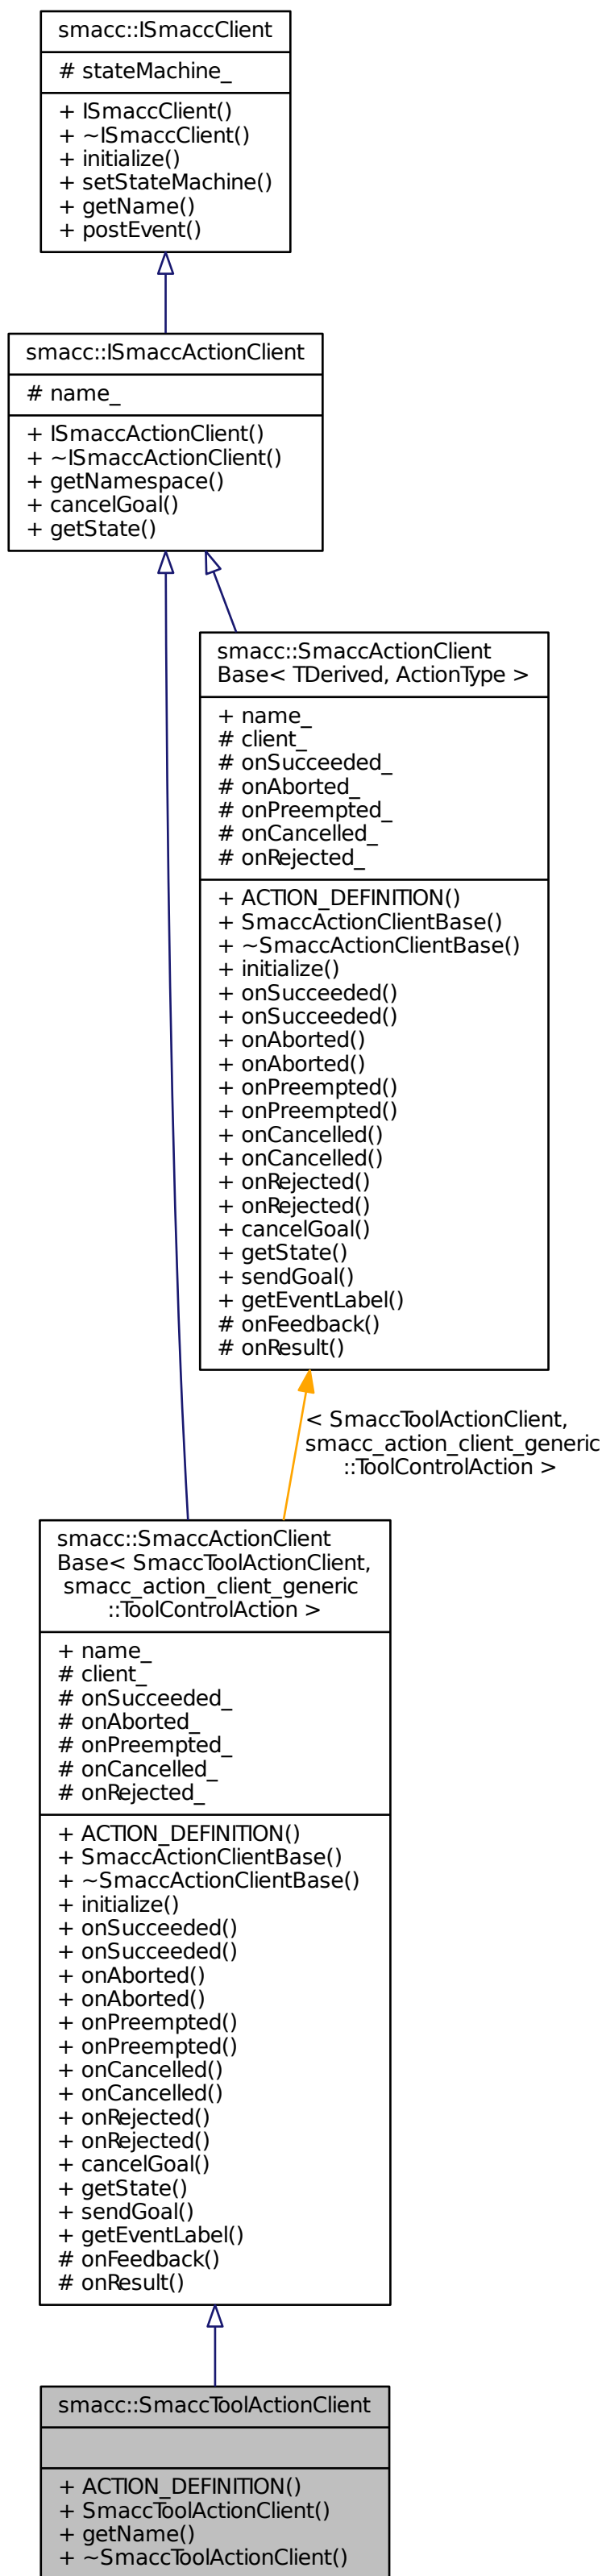 smacc::ISmaccClient
# stateMachine_
+ ISmaccClient()
+ ~ISmaccClient()
+ initialize()
+ setStateMachine()
+ getName()
+ postEvent()
smacc::ISmaccActionClient
# name_
+ ISmaccActionClient()
+ ~ISmaccActionClient()
+ getNamespace()
+ cancelGoal()
+ getState()
smacc::SmaccActionClient
Base< TDerived, ActionType >
+ name_
# client_
# onSucceeded_
# onAborted_
# onPreempted_
# onCancelled_
# onRejected_
+ ACTION_DEFINITION()
+ SmaccActionClientBase()
+ ~SmaccActionClientBase()
+ initialize()
+ onSucceeded()
+ onSucceeded()
+ onAborted()
+ onAborted()
+ onPreempted()
+ onPreempted()
+ onCancelled()
+ onCancelled()
+ onRejected()
+ onRejected()
+ cancelGoal()
+ getState()
+ sendGoal()
+ getEventLabel()
# onFeedback()
# onResult()
< SmaccToolActionClient,
smacc_action_client_generic
::ToolControlAction >
smacc::SmaccActionClient
Base< SmaccToolActionClient,
smacc_action_client_generic
::ToolControlAction >
+ name_
# client_
# onSucceeded_
# onAborted_
# onPreempted_
# onCancelled_
# onRejected_
+ ACTION_DEFINITION()
+ SmaccActionClientBase()
+ ~SmaccActionClientBase()
+ initialize()
+ onSucceeded()
+ onSucceeded()
+ onAborted()
+ onAborted()
+ onPreempted()
+ onPreempted()
+ onCancelled()
+ onCancelled()
+ onRejected()
+ onRejected()
+ cancelGoal()
+ getState()
+ sendGoal()
+ getEventLabel()
# onFeedback()
# onResult()
smacc::SmaccToolActionClient
+ ACTION_DEFINITION()
+ SmaccToolActionClient()
+ getName()
+ ~SmaccToolActionClient()